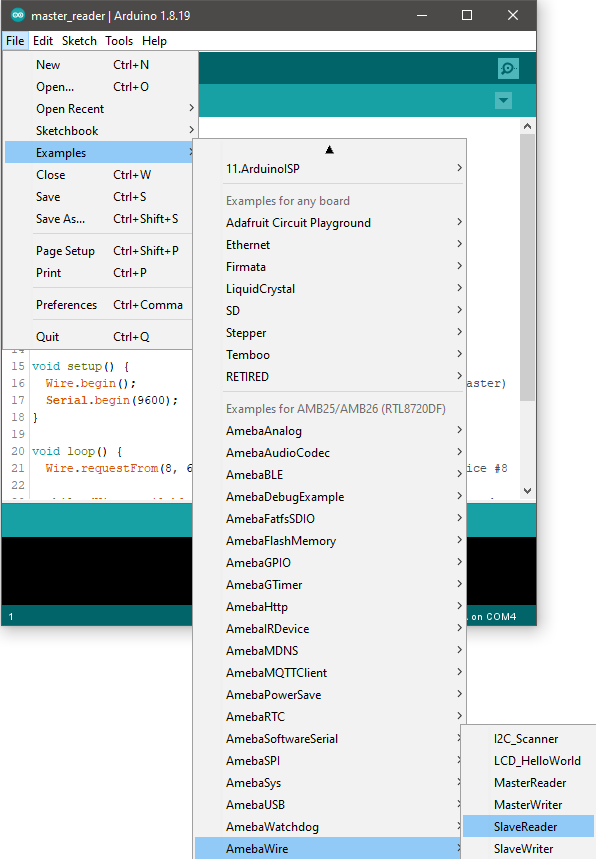 master_reader | Arduino 1.8.19
File Edit Sketch Tools Help
New Ctrl+N
Open... Ctrl+O
Open Recent
Sketchbook
Examples
Close Ctrl+W
Save Ctrl+S
Save As... Ctrl+Shift+S
Page Setup Ctrl+Shift+P
Print Ctrl+P
Preferences Ctrl+Comma
Quit Ctrl+Q
11.ArduinoISP
Examples for any board
Adafruit Circuit Playground
Ethernet
Firmata
LiquidCrystal
SD
Stepper
Temboo
RETIRED
Examples for AMB25/AMB26 (RTL8720DF)
AmebaAnalog
AmebaAudioCodec
AmebaBLE
AmebaDebugExample
AmebaFatfsSDIO
AmebaFlashMemory
AmebaGPIO
AmebaGTimer
AmebaHttp
AmebaIRDevice
AmebaMDNS
AmebaMQTTClient
AmebaPowerSave
AmebaRTC
AmebaSoftwareSerial
AmebaSPI
AmebaSys
AmebaUSB
AmebaWatchdog
AmebaWire
I2C_Scanner
LCD_HelloWorld
MasterReader
MasterWriter
SlaveReader
SlaveWriter
15 void setup() {
16 Wire.begin(); aster)
17 Serial.begin(9600);
18 }
19
20 void loop() {
21 Wire.requestFrom(8, 6 ice #8
22
1 on COM4